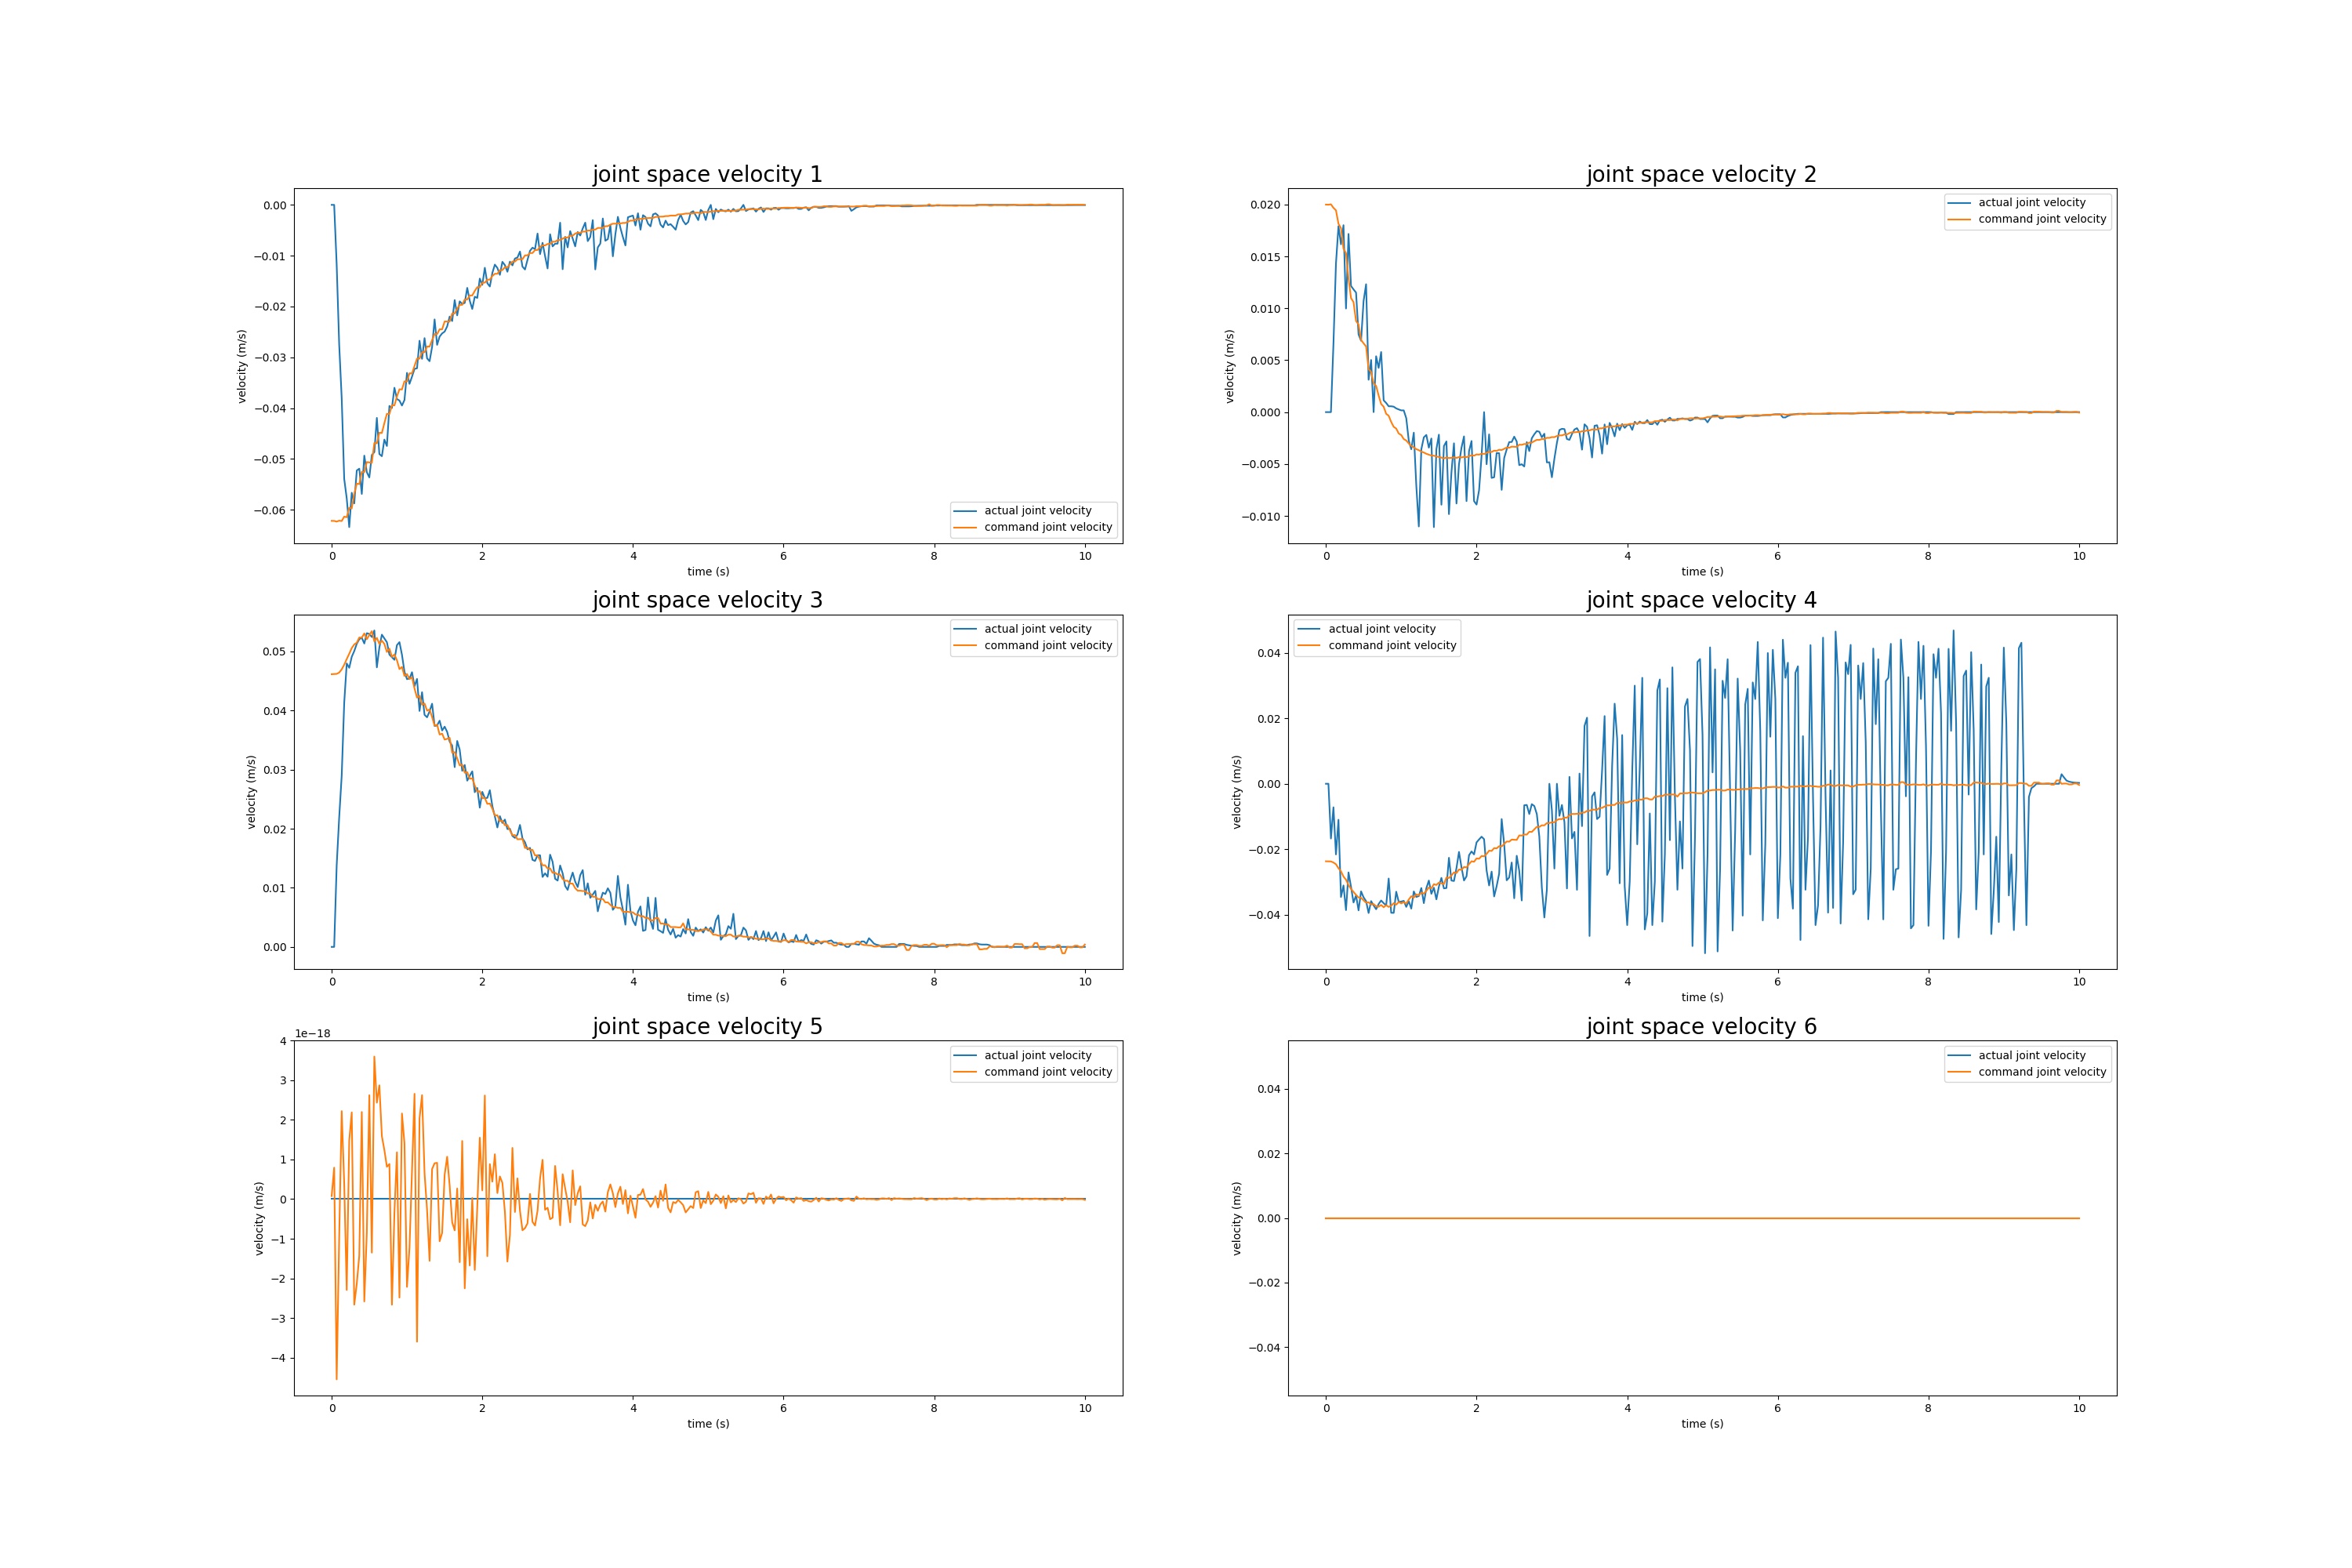 joint space velocity 1
0.00
−0.01
−0.02
−0.03
−0.04
−0.05
−0.06
velocity (m/s)
actual joint velocity
command joint velocity
0 2 4 6 8 10
time (s)
joint space velocity 2
0.020
0.015
0.010
0.005
0.000
−0.005
−0.010
velocity (m/s)
actual joint velocity
command joint velocity
0 2 4 6 8 10
time (s)
joint space velocity 3
0.05
0.04
0.03
0.02
0.01
0.00
velocity (m/s)
actual joint velocity
command joint velocity
0 2 4 6 8 10
time (s)
joint space velocity 4
0.04
0.02
0.00
−0.02
−0.04
velocity (m/s)
actual joint velocity
command joint velocity
0 2 4 6 8 10
time (s)
joint space velocity 5
1e−18
4
3
2
1
0
−1
−2
−3
−4
velocity (m/s)
actual joint velocity
command joint velocity
0 2 4 6 8 10
time (s)
joint space velocity 6
0.04
0.02
0.00
−0.02
−0.04
velocity (m/s)
actual joint velocity
command joint velocity
0 2 4 6 8 10
time (s)